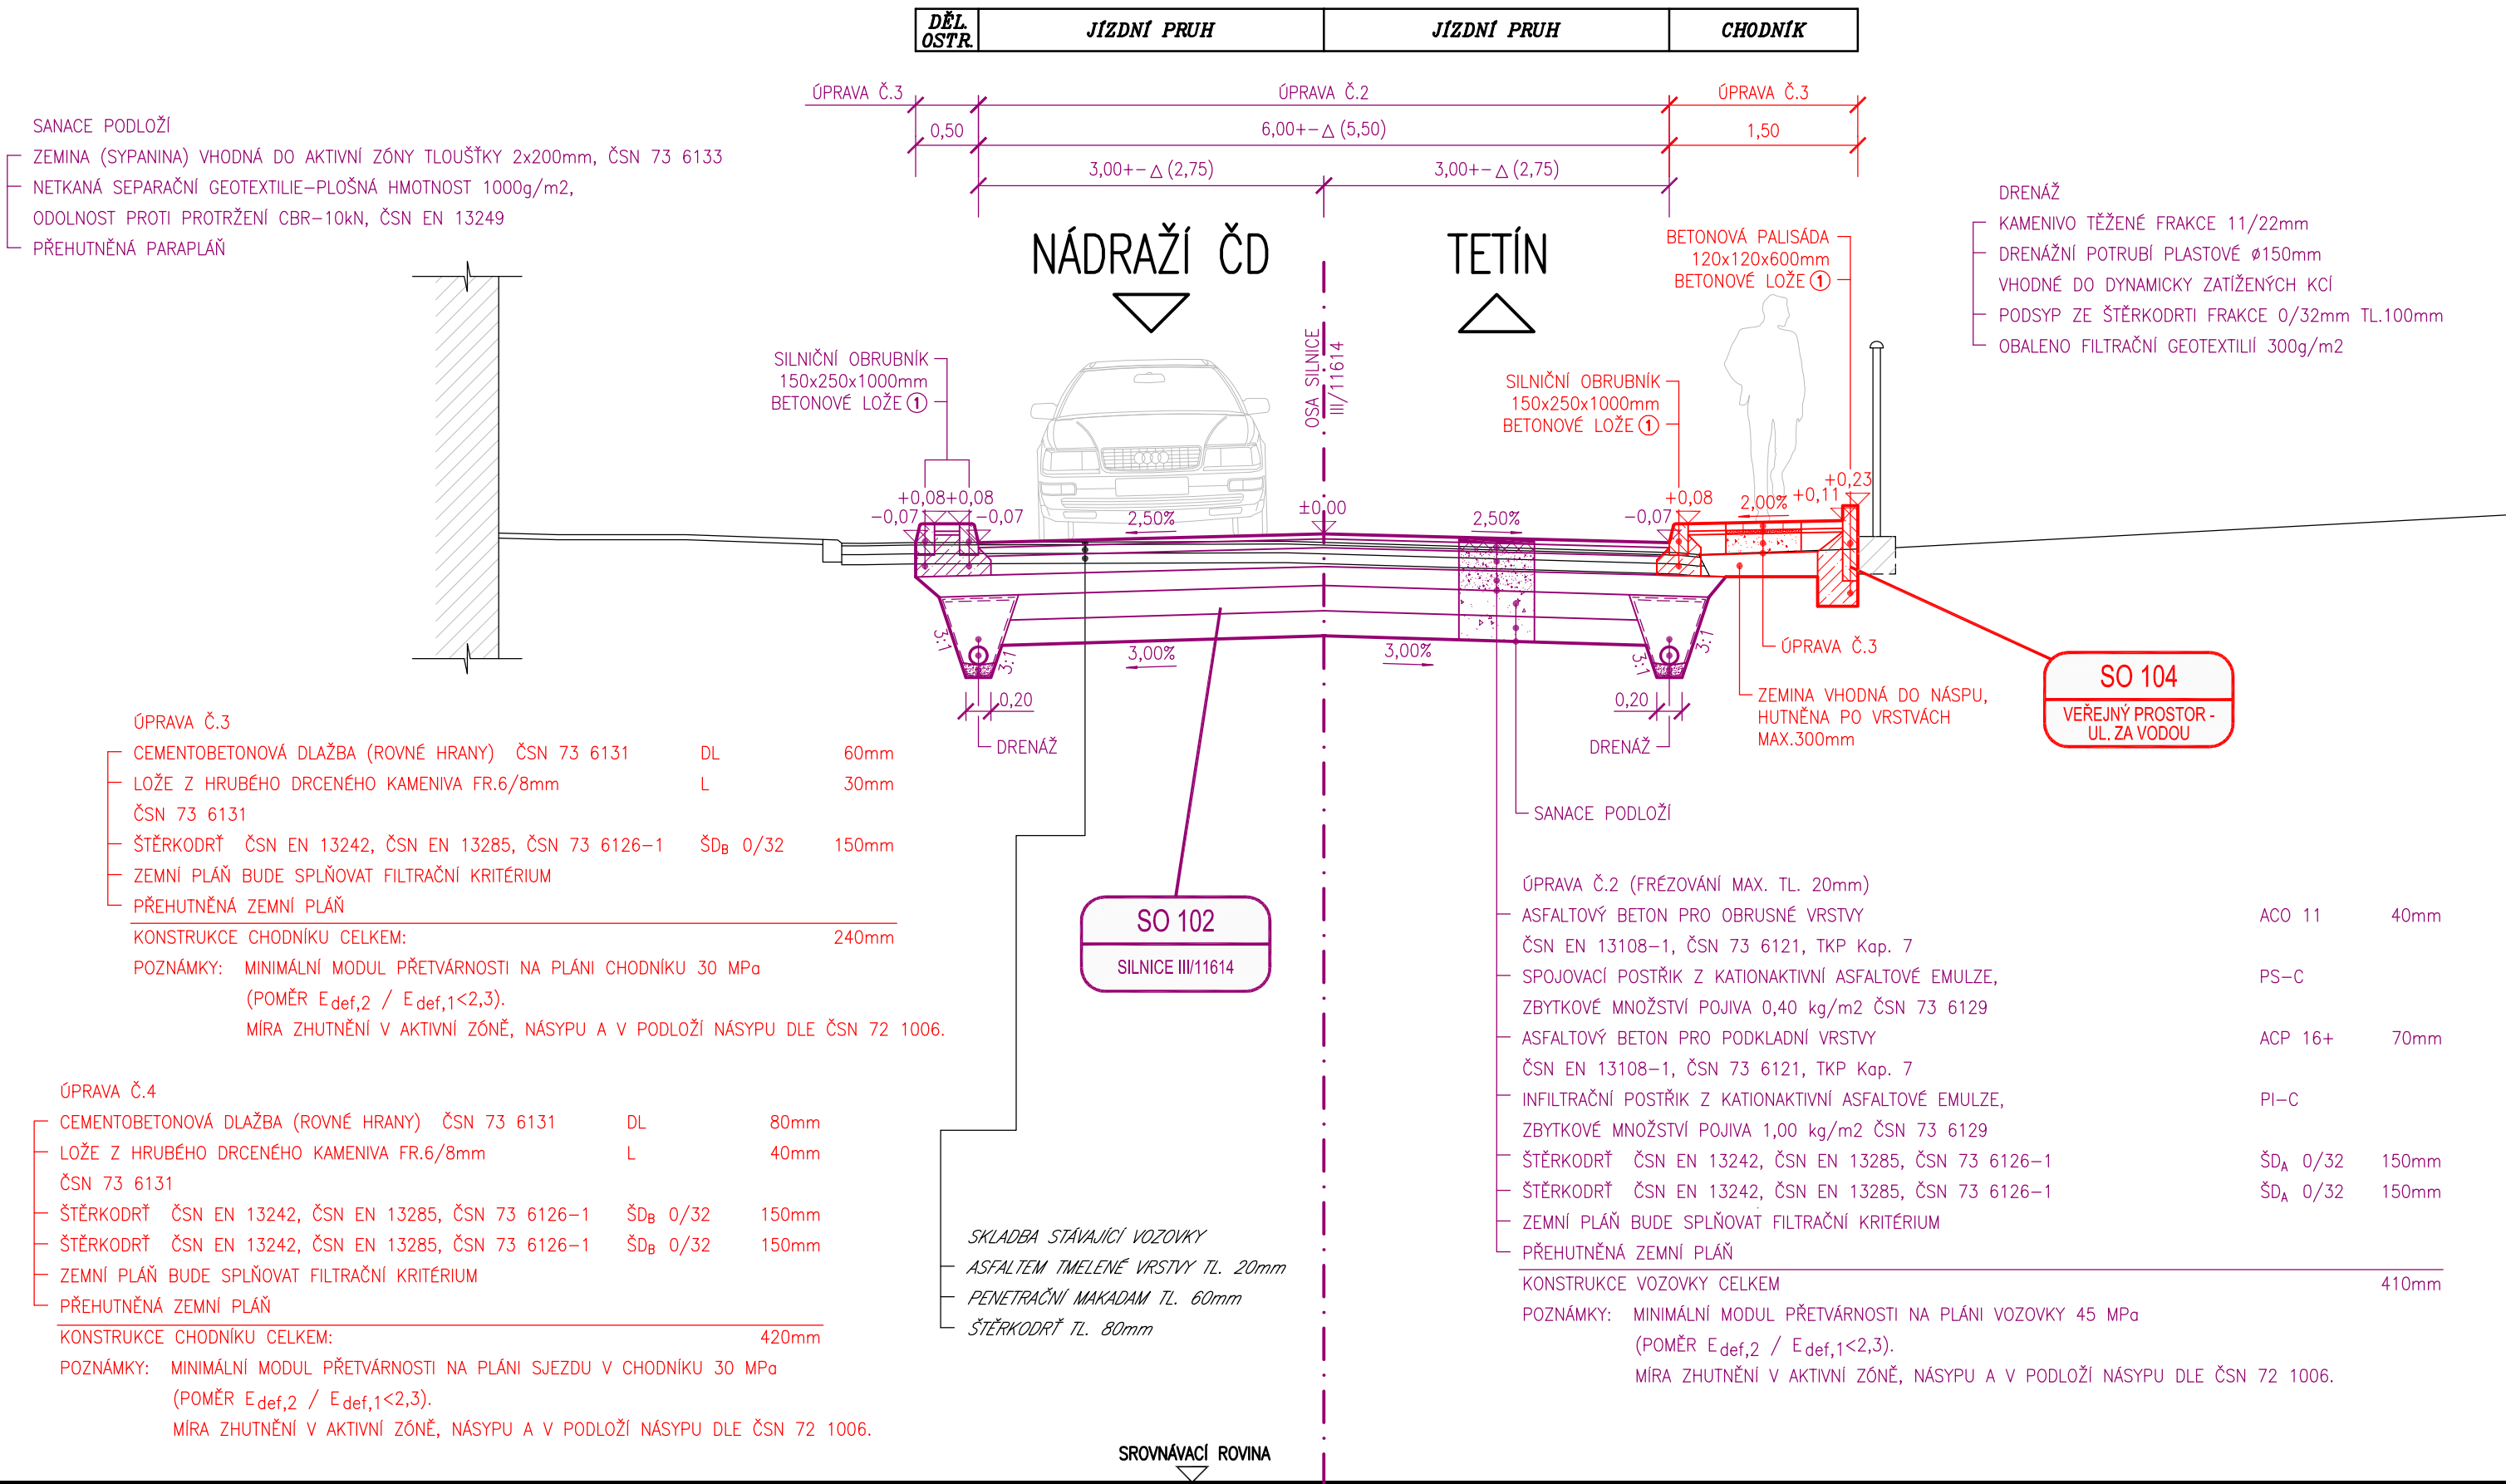 DĚL.
OSTR.
JÍZDNÍ PRUH
JÍZDNÍ PRUH
CHODNÍK
ÚPRAVA Č.3
ÚPRAVA Č.2
ÚPRAVA Č.3
0,50
6,00+-△(5,50)
1,50
3,00+-△(2,75)
3,00+-△(2,75)
SANACE PODLOŽÍ
ZEMINA (SYPANINA) VHODNÁ DO AKTIVNÍ ZÓNY TLOUŠŤKY 2x200mm, ČSN 73 6133
NETKANÁ SEPARAČNÍ GEOTEXTILIE-PLOŠNÁ HMOTNOST 1000g/m2,
ODOLNOST PROTI PROTRŽENÍ CBR-10kN, ČSN EN 13249
PŘEHUTNĚNÁ PARAPLÁŇ
DRENÁŽ
KAMENIVO TĚŽENÉ FRAKCE 11/22mm
DRENÁŽNÍ POTRUBÍ PLASTOVÉ ø150mm
VHODNÉ DO DYNAMICKY ZATÍŽENÝCH KCÍ
PODSYP ZE ŠTĚRKODRTI FRAKCE 0/32mm TL.100mm
OBALENO FILTRAČNÍ GEOTEXTILIÍ 300g/m2
NÁDRAŽÍ ČD
TETÍN
BETONOVÁ PALISÁDA
120x120x600mm
BETONOVÉ LOŽE ①
OSA SILNICE
III/11614
SILNIČNÍ OBRUBNÍK
150x250x1000mm
BETONOVÉ LOŽE ①
SILNIČNÍ OBRUBNÍK
150x250x1000mm
BETONOVÉ LOŽE ①
+0,08 +0,08
-0,07
-0,07
2,50%
±0,00
2,50%
-0,07
+0,08
2,00%
+0,11
+0,23
3:1
3:1
3,00%
3,00%
3:1
3:1
0,20
0,20
DRENÁŽ
DRENÁŽ
ÚPRAVA Č.3
ZEMINA VHODNÁ DO NÁSPU,
HUTNĚNA PO VRSTVÁCH
MAX.300mm
SO 104
VEŘEJNÝ PROSTOR -
UL. ZA VODOU
SANACE PODLOŽÍ
SO 102
SILNICE III/11614
ÚPRAVA Č.3
CEMENTOBETONOVÁ DLAŽBA (ROVNÉ HRANY) ČSN 73 6131 DL 60mm
LOŽE Z HRUBÉHO DRCENÉHO KAMENIVA FR.6/8mm L 30mm
ČSN 73 6131
ŠTĚRKODRŤ ČSN EN 13242, ČSN EN 13285, ČSN 73 6126-1 ŠDB 0/32 150mm
ZEMNÍ PLÁŇ BUDE SPLŇOVAT FILTRAČNÍ KRITÉRIUM
PŘEHUTNĚNÁ ZEMNÍ PLÁŇ
KONSTRUKCE CHODNÍKU CELKEM: 240mm
POZNÁMKY: MINIMÁLNÍ MODUL PŘETVÁRNOSTI NA PLÁNI CHODNÍKU 30 MPa
(POMĚR Edef,2 / Edef,1<2,3).
MÍRA ZHUTNĚNÍ V AKTIVNÍ ZÓNĚ, NÁSYPU A V PODLOŽÍ NÁSYPU DLE ČSN 72 1006.
ÚPRAVA Č.4
CEMENTOBETONOVÁ DLAŽBA (ROVNÉ HRANY) ČSN 73 6131 DL 80mm
LOŽE Z HRUBÉHO DRCENÉHO KAMENIVA FR.6/8mm L 40mm
ČSN 73 6131
ŠTĚRKODRŤ ČSN EN 13242, ČSN EN 13285, ČSN 73 6126-1 ŠDB 0/32 150mm
ŠTĚRKODRŤ ČSN EN 13242, ČSN EN 13285, ČSN 73 6126-1 ŠDB 0/32 150mm
ZEMNÍ PLÁŇ BUDE SPLŇOVAT FILTRAČNÍ KRITÉRIUM
PŘEHUTNĚNÁ ZEMNÍ PLÁŇ
KONSTRUKCE CHODNÍKU CELKEM: 420mm
POZNÁMKY: MINIMÁLNÍ MODUL PŘETVÁRNOSTI NA PLÁNI SJEZDU V CHODNÍKU 30 MPa
(POMĚR Edef,2 / Edef,1<2,3).
MÍRA ZHUTNĚNÍ V AKTIVNÍ ZÓNĚ, NÁSYPU A V PODLOŽÍ NÁSYPU DLE ČSN 72 1006.
SKLADBA STÁVAJÍCÍ VOZOVKY
ASFALTEM TMELENÉ VRSTVY TL. 20mm
PENETRAČNÍ MAKADAM TL. 60mm
ŠTĚRKODRŤ TL. 80mm
ÚPRAVA Č.2 (FRÉZOVÁNÍ MAX. TL. 20mm)
ASFALTOVÝ BETON PRO OBRUSNÉ VRSTVY ACO 11 40mm
ČSN EN 13108-1, ČSN 73 6121, TKP Kap. 7
SPOJOVACÍ POSTŘIK Z KATIONAKTIVNÍ ASFALTOVÉ EMULZE, PS-C
ZBYTKOVÉ MNOŽSTVÍ POJIVA 0,40 kg/m2 ČSN 73 6129
ASFALTOVÝ BETON PRO PODKLADNÍ VRSTVY ACP 16+ 70mm
ČSN EN 13108-1, ČSN 73 6121, TKP Kap. 7
INFILTRAČNÍ POSTŘIK Z KATIONAKTIVNÍ ASFALTOVÉ EMULZE, PI-C
ZBYTKOVÉ MNOŽSTVÍ POJIVA 1,00 kg/m2 ČSN 73 6129
ŠTĚRKODRŤ ČSN EN 13242, ČSN EN 13285, ČSN 73 6126-1 ŠDA 0/32 150mm
ŠTĚRKODRŤ ČSN EN 13242, ČSN EN 13285, ČSN 73 6126-1 ŠDA 0/32 150mm
ZEMNÍ PLÁŇ BUDE SPLŇOVAT FILTRAČNÍ KRITÉRIUM
PŘEHUTNĚNÁ ZEMNÍ PLÁŇ
KONSTRUKCE VOZOVKY CELKEM 410mm
POZNÁMKY: MINIMÁLNÍ MODUL PŘETVÁRNOSTI NA PLÁNI VOZOVKY 45 MPa
(POMĚR Edef,2 / Edef,1<2,3).
MÍRA ZHUTNĚNÍ V AKTIVNÍ ZÓNĚ, NÁSYPU A V PODLOŽÍ NÁSYPU DLE ČSN 72 1006.
SROVNÁVACÍ ROVINA